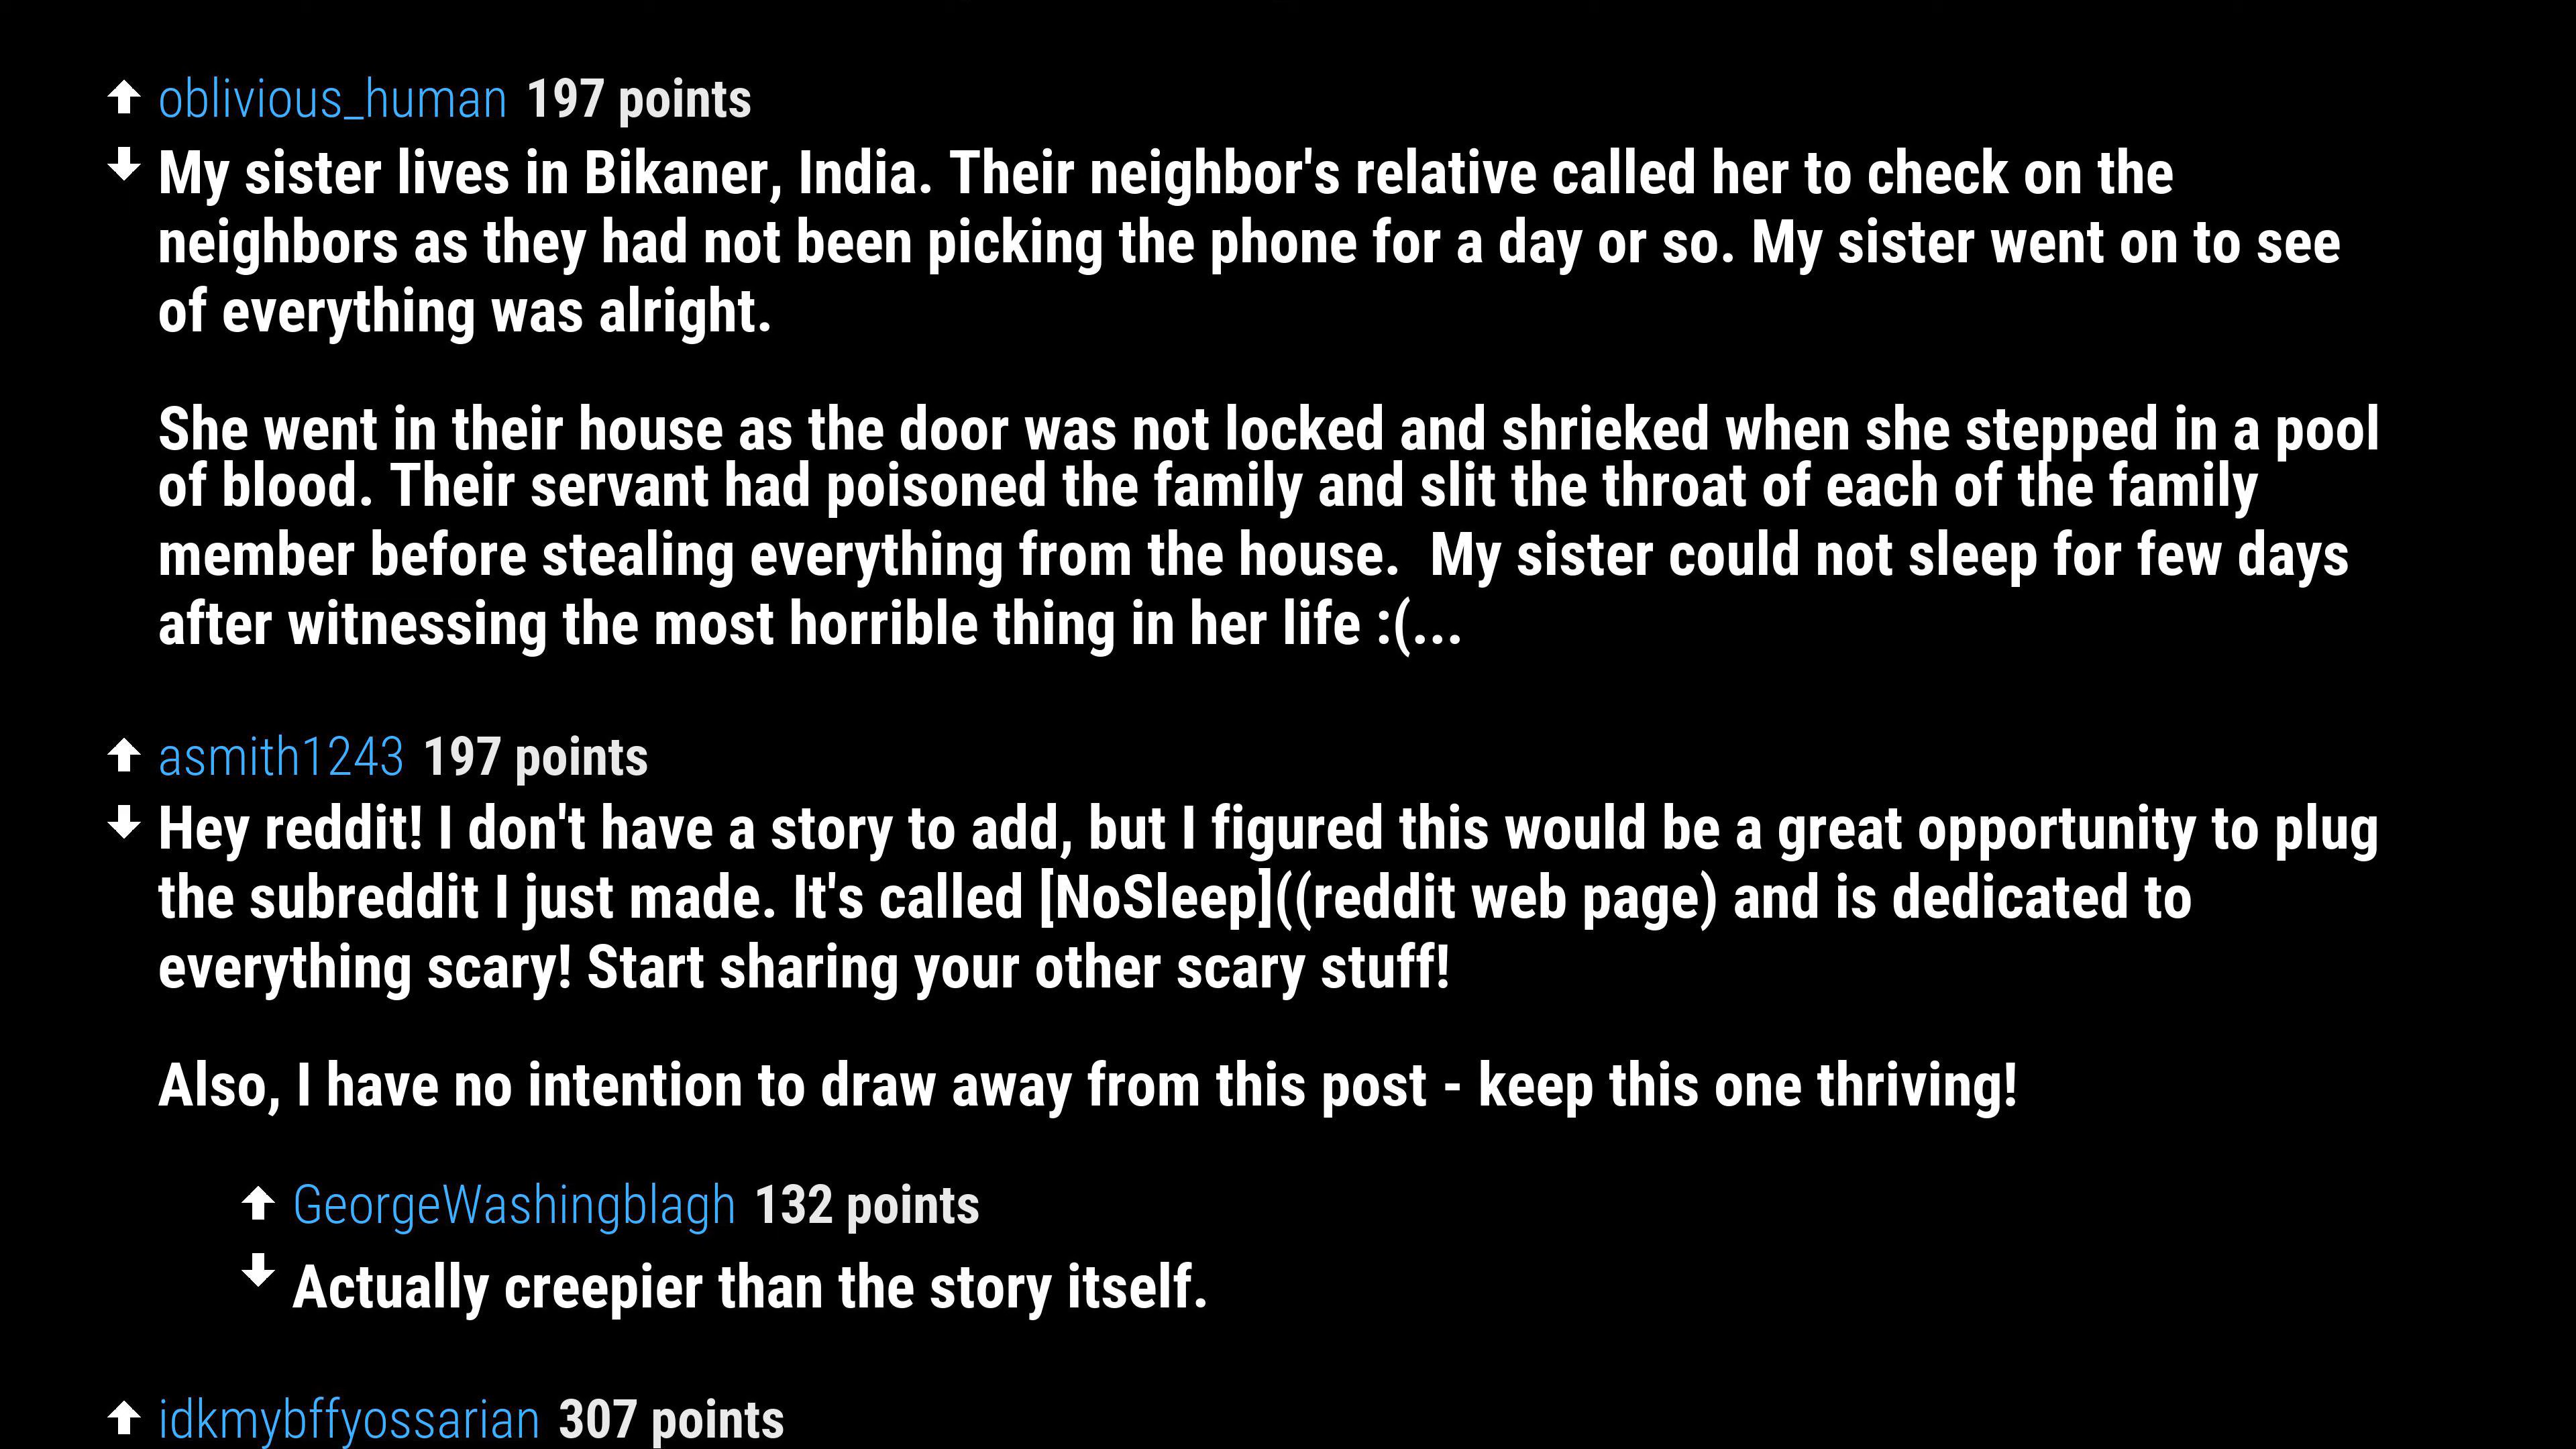 oblivious_human 197 points
My sister lives in Bikaner, India. Their neighbor's relative called her to check on the
neighbors as they had not been picking the phone for a day or so. My sister went on to see
of everything was alright.
She went in their house as the door was not locked and shrieked when she stepped in a pool
of blood. Their servant had poisoned the family and slit the throat of each of the family
member before stealing everything from the house.  My sister could not sleep for few days
after witnessing the most horrible thing in her life :(...
asmith1243 197 points
Hey reddit! I don't have a story to add, but I figured this would be a great opportunity to plug
the subreddit I just made. It's called [NoSleep]((reddit web page) and is dedicated to
everything scary! Start sharing your other scary stuff!
Also, I have no intention to draw away from this post - keep this one thriving!
GeorgeWashingblagh 132 points
Actually creepier than the story itself.
idkmybffyossarian 307 points